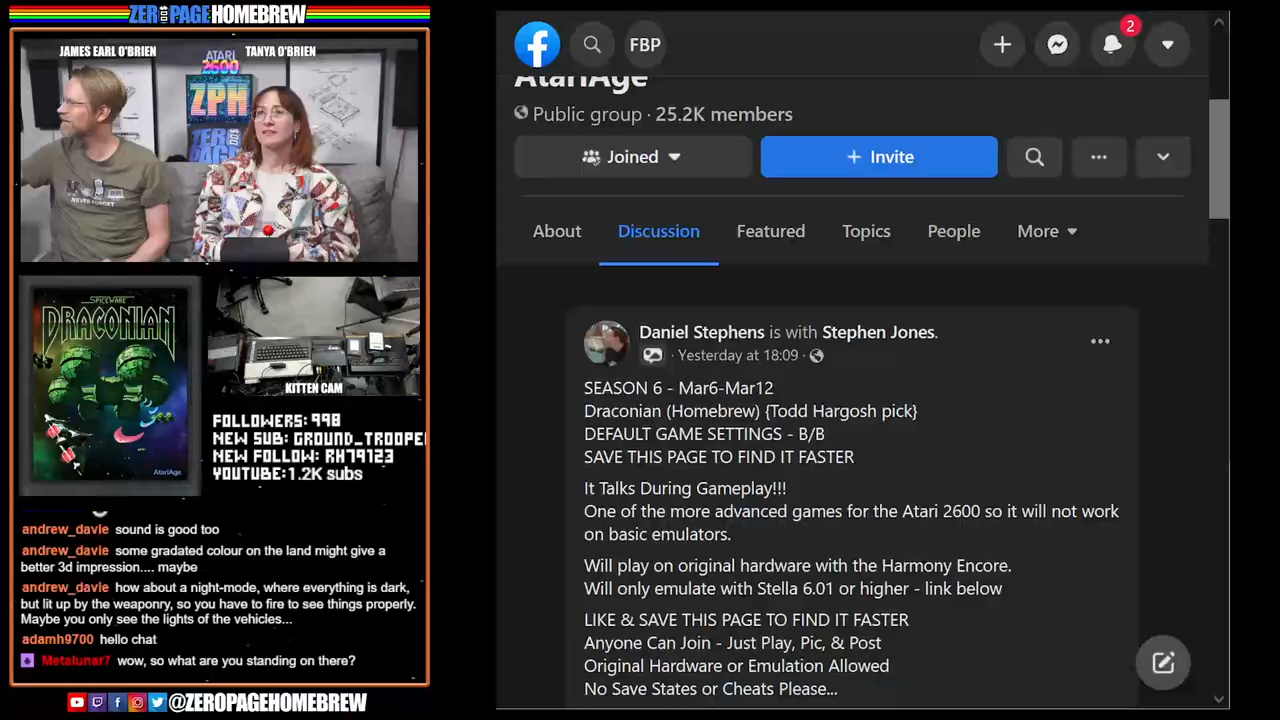 ZERO PAGE HOMEBREW
JAMES EARL O'BRIEN
TANYA O'BRIEN
ATARI
2600
ZPH
ZERO
PAGE
NEVER FORGET
SPICEWARE
DRACONIAN
AtariAge
KITTEN CAM
FOLLOWERS: 998
NEW SUB: GROUND_TROOPER
NEW FOLLOW: RH79123
YOUTUBE: 1.2K subs
andrew_davie sound is good too
andrew_davie some gradated colour on the land might give a
better 3d impression.... maybe
andrew_davie how about a night-mode, where everything is dark,
but lit up by the weaponry, so you have to fire to see things properly.
Maybe you only see the lights of the vehicles...
adamh9700 hello chat
Metalunar7 wow, so what are you standing on there?
@ZEROPAGEHOMEBREW
FBP
2
AtariAge
Public group · 25.2K members
Joined
+ Invite
About Discussion Featured Topics People More
Daniel Stephens is with Stephen Jones.
· Yesterday at 18:09 ·
SEASON 6 - Mar6-Mar12
Draconian (Homebrew) {Todd Hargosh pick}
DEFAULT GAME SETTINGS - B/B
SAVE THIS PAGE TO FIND IT FASTER
It Talks During Gameplay!!!
One of the more advanced games for the Atari 2600 so it will not work
on basic emulators.
Will play on original hardware with the Harmony Encore.
Will only emulate with Stella 6.01 or higher - link below
LIKE & SAVE THIS PAGE TO FIND IT FASTER
Anyone Can Join - Just Play, Pic, & Post
Original Hardware or Emulation Allowed
No Save States or Cheats Please...